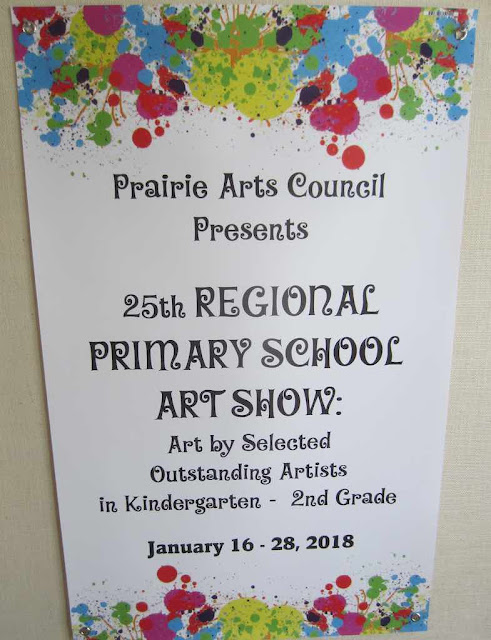 Prairie Arts Council
Presents
25th REGIONAL
PRIMARY SCHOOL
ART SHOW:
Art by Selected
Outstanding Artists
in Kindergarten - 2nd Grade
January 16 - 28, 2018